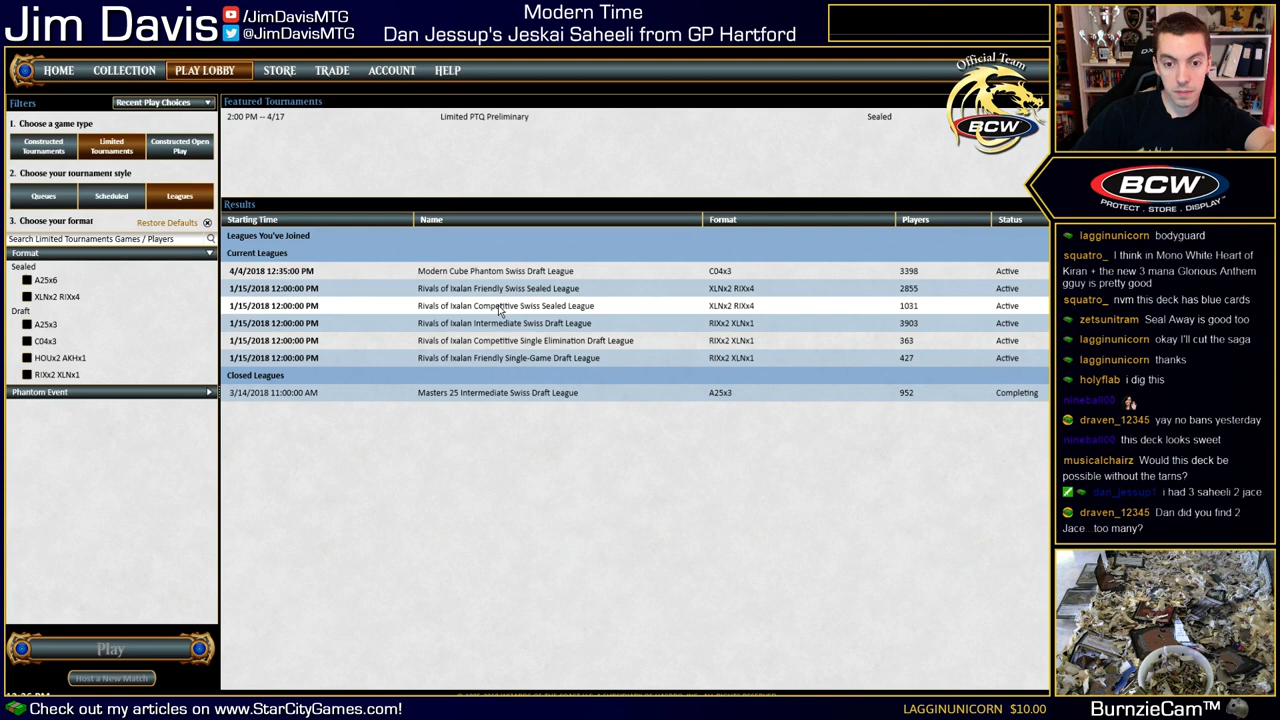 Jim Davis
/JimDavisMTG
@JimDavisMTG
Modern Time
Dan Jessup's Jeskai Saheeli from GP Hartford
HOME COLLECTION PLAY LOBBY STORE TRADE ACCOUNT HELP
Official Team
BCW
Filters
Recent Play Choices
1. Choose a game type
Constructed Tournaments
Limited Tournaments
Constructed Open Play
2. Choose your tournament style
Queues Scheduled Leagues
3. Choose your format
Restore Defaults
Search Limited Tournaments Games / Players
Format
Sealed
A25x6
XLNx2 RIXx4
Draft
A25x3
C04x3
HOUx2 AKHx1
RIXx2 XLNx1
Phantom Event
Play
Host a New Match
Featured Tournaments
2:00 PM -- 4/17 Limited PTQ Preliminary Sealed
Results
Starting Time Name Format Players Status
Leagues You've Joined
Current Leagues
4/4/2018 12:35:00 PM Modern Cube Phantom Swiss Draft League C04x3 3398 Active
1/15/2018 12:00:00 PM Rivals of Ixalan Friendly Swiss Sealed League XLNx2 RIXx4 2855 Active
1/15/2018 12:00:00 PM Rivals of Ixalan Competitive Swiss Sealed League XLNx2 RIXx4 1031 Active
1/15/2018 12:00:00 PM Rivals of Ixalan Intermediate Swiss Draft League RIXx2 XLNx1 3903 Active
1/15/2018 12:00:00 PM Rivals of Ixalan Competitive Single Elimination Draft League RIXx2 XLNx1 363 Active
1/15/2018 12:00:00 PM Rivals of Ixalan Friendly Single-Game Draft League RIXx2 XLNx1 427 Active
Closed Leagues
3/14/2018 11:00:00 AM Masters 25 Intermediate Swiss Draft League A25x3 952 Completing
BCW
PROTECT . STORE . DISPLAY
lagginunicorn bodyguard
squatro_ I think in Mono White Heart of
Kiran + the new 3 mana Glorious Anthem
gguy is pretty good
squatro_ nvm this deck has blue cards
zetsunitram Seal Away is good too
lagginunicorn okay I'll cut the saga
lagginunicorn thanks
holyflab i dig this
nineball00
draven_12345 yay no bans yesterday
nineball00 this deck looks sweet
musicalchairz Would this deck be
possible without the tarns?
dan_jessup1 i had 3 saheeli 2 jace
draven_12345 Dan did you find 2
Jace...too many?
Check out my articles on www.StarCityGames.com!
LAGGINUNICORN $10.00
BurnzieCam™